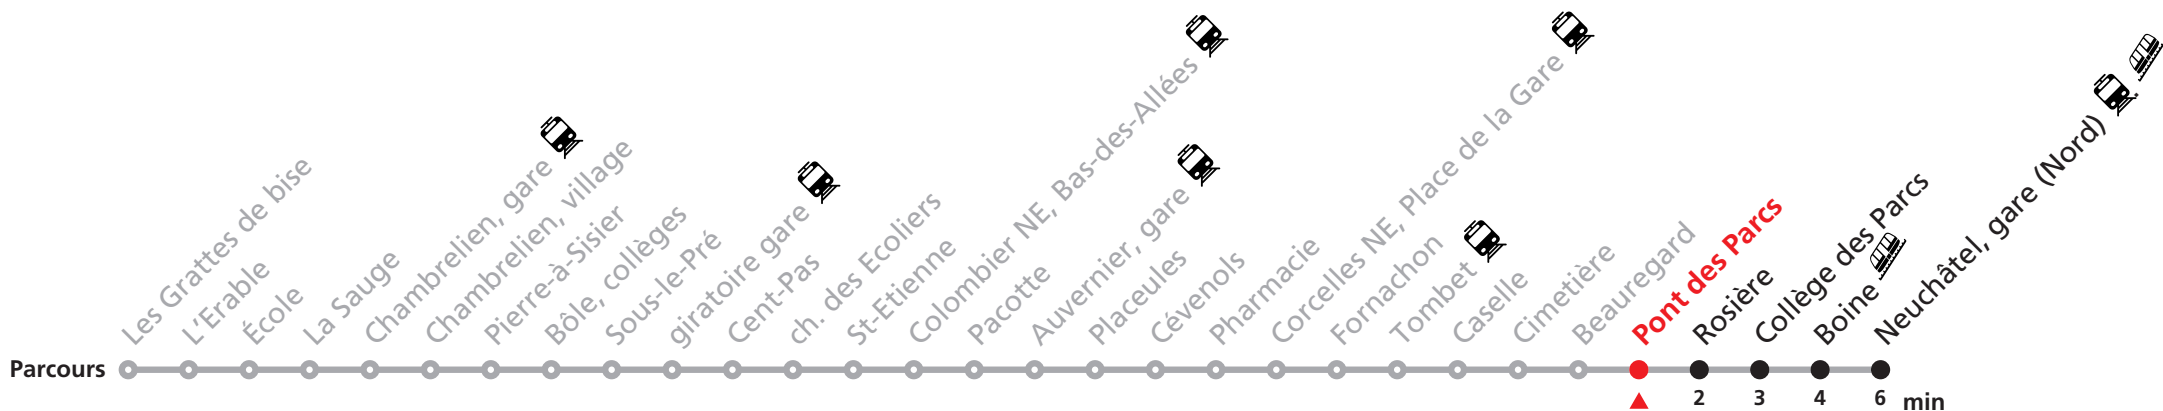 Les Grattes de bise
L'Erable
École
La Sauge
Chambrelien, gare
Chambrelien, village
Pierre-à-Sisier
Bôle, collèges
Sous-le-Pré
giratoire gare
Cent-Pas
ch. des Ecoliers
St-Etienne
Colombier NE, Bas-des-Allées
Pacotte
Auvernier, gare
Placeules
Cévenols
Pharmacie
Corcelles NE, Place de la Gare
Fornachon
Tombet
Caselle
Cimetière
Beauregard
Pont des Parcs
Rosière
Collège des Parcs
Boine
Neuchâtel, gare (Nord)
Parcours
2 3 4 6 min